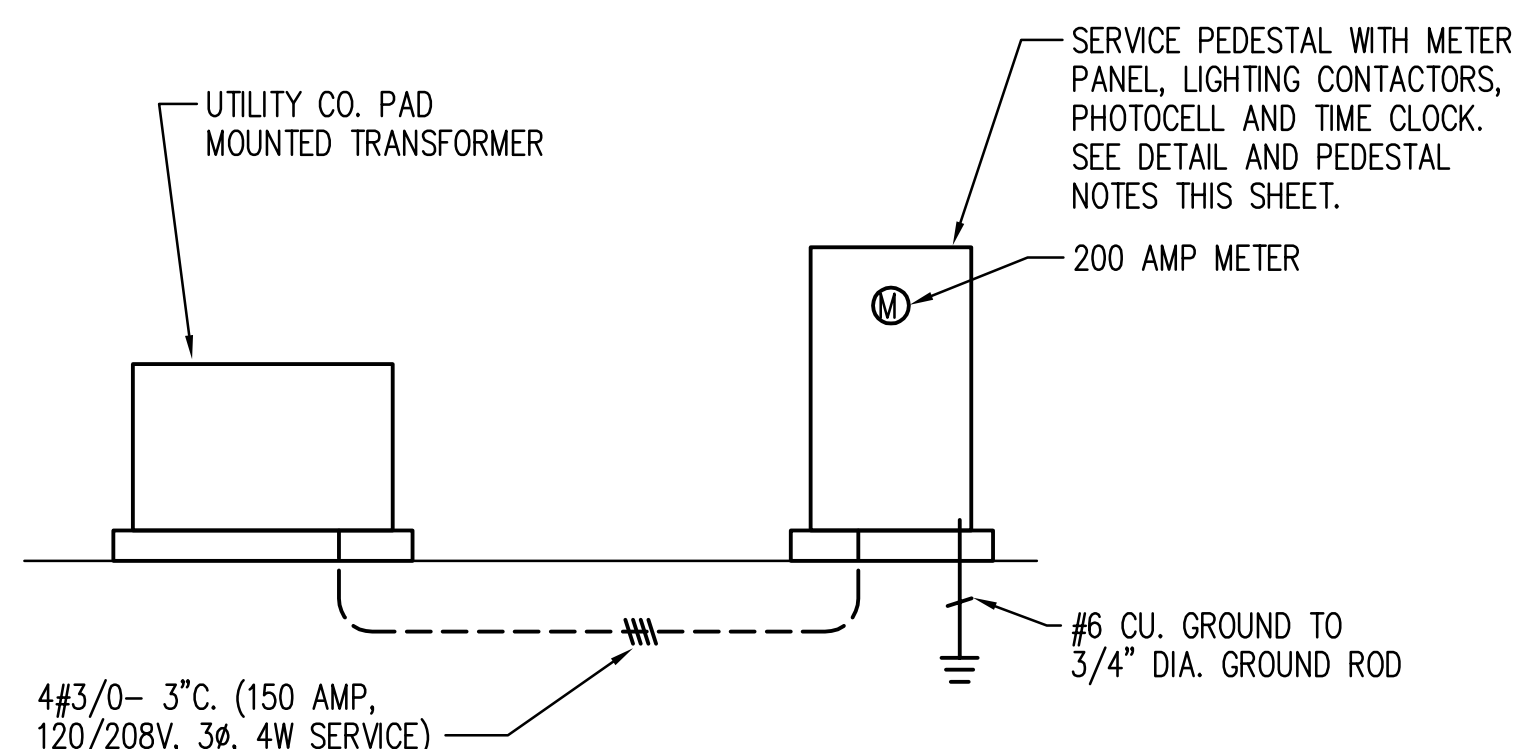 UTILITY CO. PAD
MOUNTED TRANSFORMER
SERVICE PEDESTAL WITH METER
PANEL, LIGHTING CONTACTORS,
PHOTOCELL AND TIME CLOCK.
SEE DETAIL AND PEDESTAL
NOTES THIS SHEET.
200 AMP METER
M
#6 CU. GROUND TO
3/4" DIA. GROUND ROD
4#3/0– 3"C. (150 AMP,
120/208V, 3ø, 4W SERVICE)